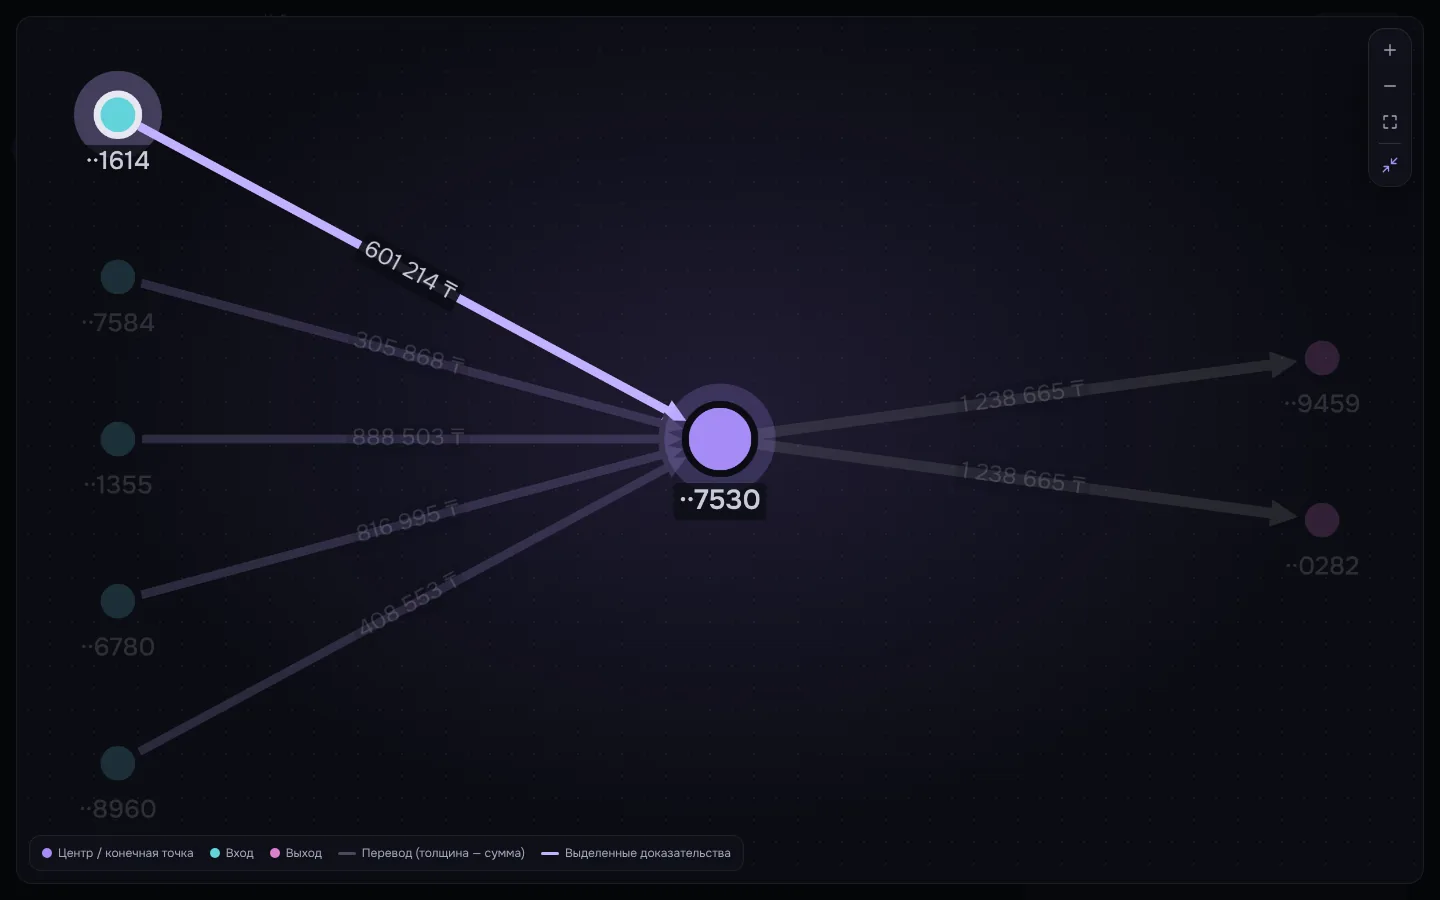 ··1614
601 214 ₸
··7584
305 868 ₸
1 238 665 ₸
··9459
888 503 ₸
··1355
1 238 665 ₸
··7530
816 995 ₸
··0282
··6780
408 553 ₸
··8960
Центр / конечная точка
Вход
Выход
Перевод (толщина — сумма)
Выделенные доказательства